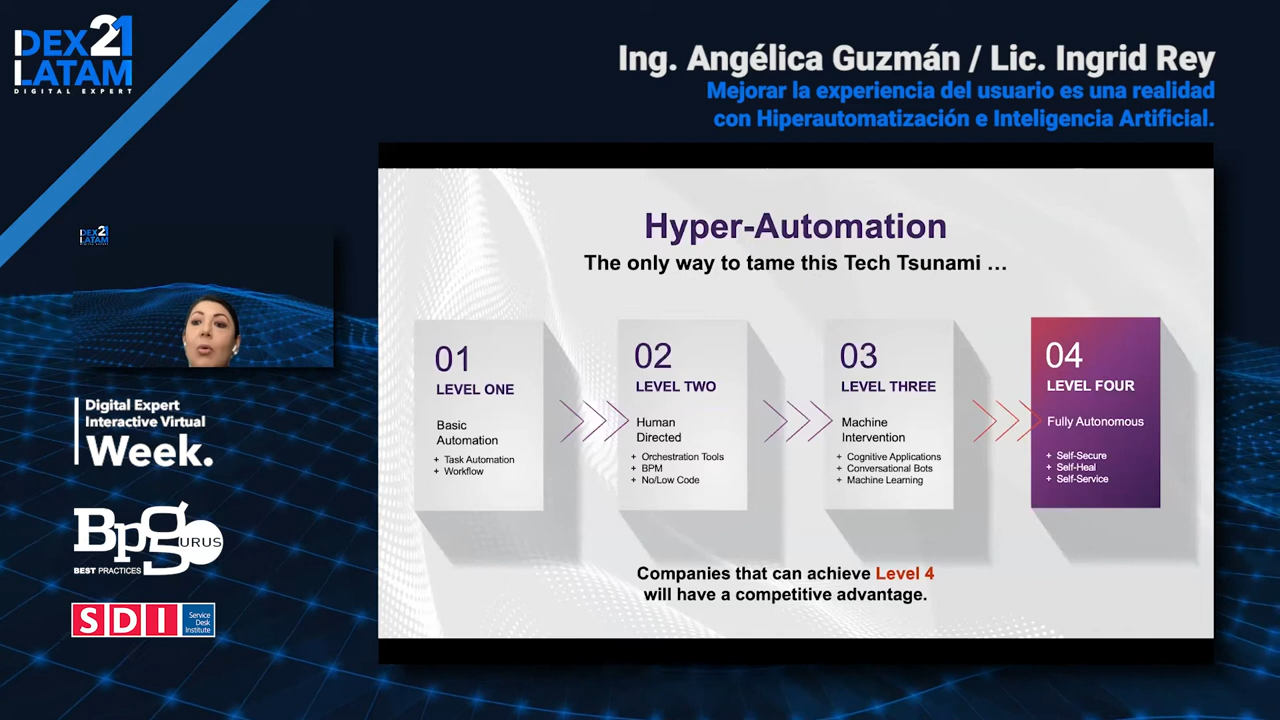 DEX21
LATAM
DIGITAL EXPERT
Ing. Angélica Guzmán / Lic. Ingrid Rey
Mejorar la experiencia del usuario es una realidad
con Hiperautomatización e Inteligencia Artificial.
DEX21
LATAM
Digital Expert
Interactive Virtual
Week.
BpgURUS
BEST PRACTICES
SDI
Service
Desk
Institute
Hyper-Automation
The only way to tame this Tech Tsunami ...
01
LEVEL ONE
Basic
Automation
+ Task Automation
+ Workflow
02
LEVEL TWO
Human
Directed
+ Orchestration Tools
+ BPM
+ No/Low Code
03
LEVEL THREE
Machine
Intervention
+ Cognitive Applications
+ Conversational Bots
+ Machine Learning
04
LEVEL FOUR
Fully Autonomous
+ Self-Secure
+ Self-Heal
+ Self-Service
Companies that can achieve Level 4
will have a competitive advantage.